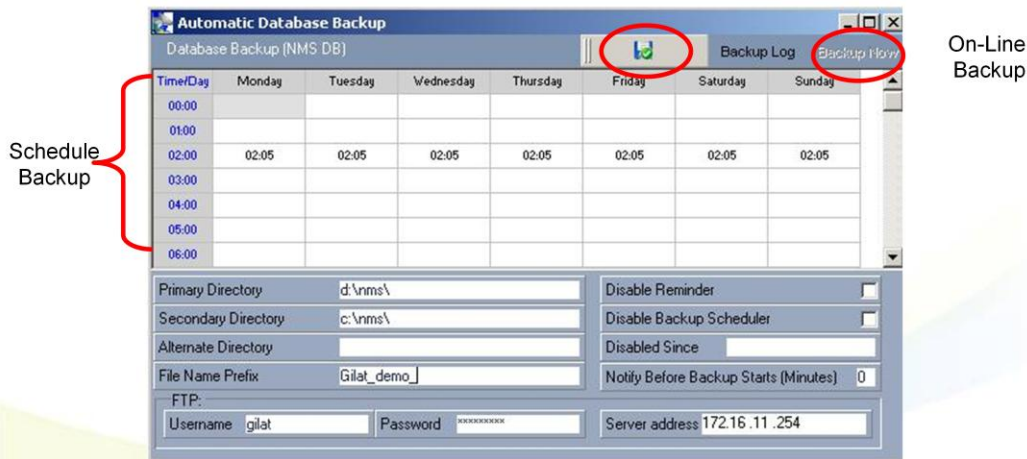 Automatic Database Backup
Database Backup (NMS DB)
Backup Log
Backup Now
On-Line
Backup
Schedule
Backup
Time/Day Monday Tuesday Wednesday Thursday Friday Saturday Sunday
00:00
01:00
02:00 02:05 02:05 02:05 02:05 02:05 02:05 02:05
03:00
04:00
05:00
06:00
Primary Directory d:\nms\
Secondary Directory c:\nms\
Alternate Directory
File Name Prefix Gilat_demo_
Disable Reminder
Disable Backup Scheduler
Disabled Since
Notify Before Backup Starts (Minutes) 0
FTP:
Username gilat
Password ×××××××××
Server address 172.16.11.254